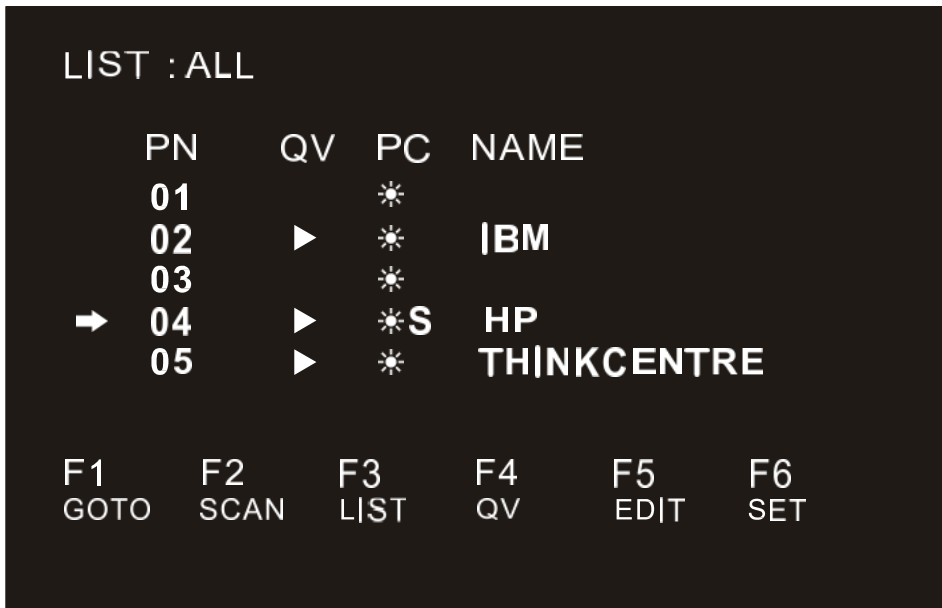 LIST : ALL
PN QV PC NAME
01 ☀
02 ▶ ☀ IBM
03 ☀
➡ 04 ▶ ☀S HP
05 ▶ ☀ THINKCENTRE
F1 F2 F3 F4 F5 F6
GOTO SCAN LIST QV EDIT SET